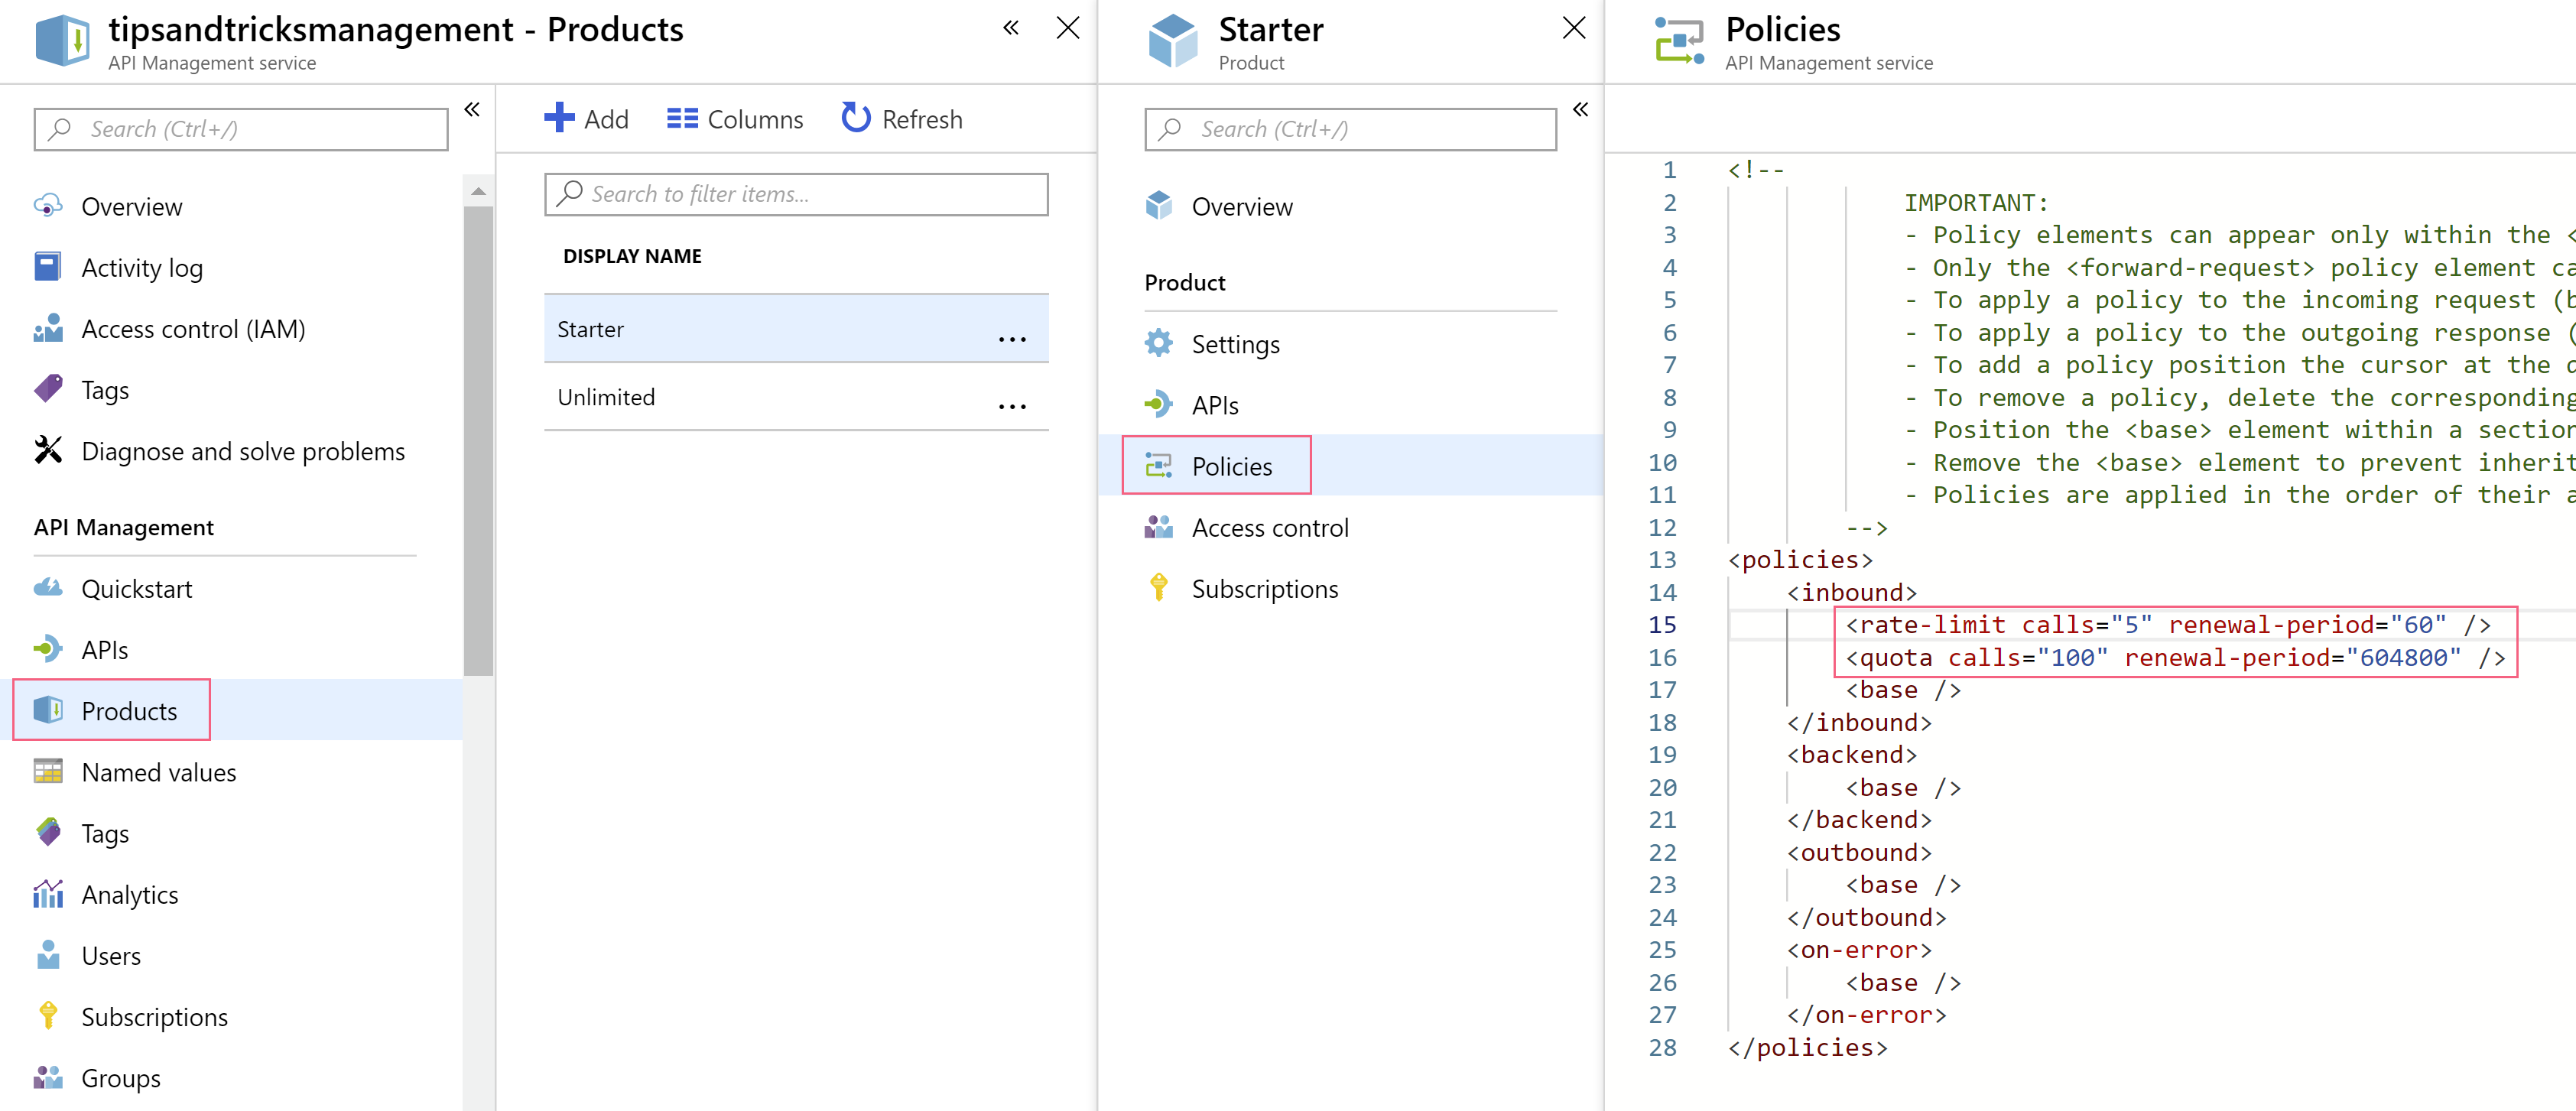 tipsandtricksmanagement - Products
API Management service
Search (Ctrl+/)
Overview
Activity log
Access control (IAM)
Tags
Diagnose and solve problems
API Management
Quickstart
APIs
Products
Named values
Tags
Analytics
Users
Subscriptions
Groups
Add
Columns
Refresh
Search to filter items...
DISPLAY NAME
Starter
Unlimited
Starter
Product
Search (Ctrl+/)
Overview
Product
Settings
APIs
Policies
Access control
Subscriptions
Policies
API Management service
1 <!--
2 IMPORTANT:
3 - Policy elements can appear only within the <
4 - Only the <forward-request> policy element ca
5 - To apply a policy to the incoming request (b
6 - To apply a policy to the outgoing response (
7 - To add a policy position the cursor at the d
8 - To remove a policy, delete the corresponding
9 - Position the <base> element within a section
10 - Remove the <base> element to prevent inherit
11 - Policies are applied in the order of their a
12 -->
13 <policies>
14 <inbound>
15 <rate-limit calls="5" renewal-period="60" />
16 <quota calls="100" renewal-period="604800" />
17 <base />
18 </inbound>
19 <backend>
20 <base />
21 </backend>
22 <outbound>
23 <base />
24 </outbound>
25 <on-error>
26 <base />
27 </on-error>
28 </policies>